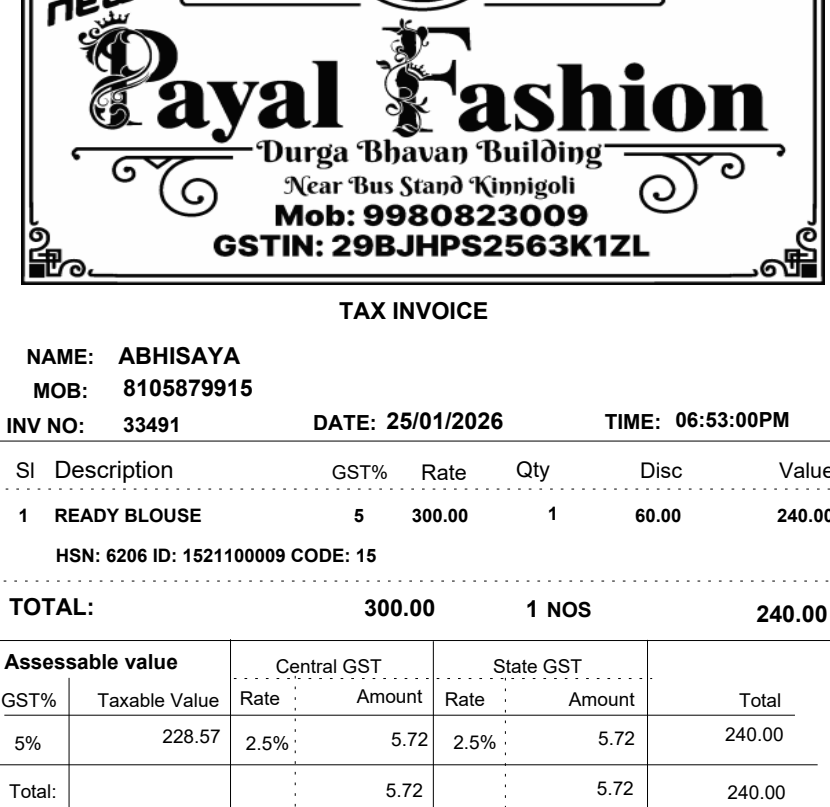 new
Payal Fashion
Durga Bhavan Building
Near Bus Stand Kinnigoli
Mob: 9980823009
GSTIN: 29BJHPS2563K1ZL
TAX INVOICE
NAME: ABHISAYA
MOB: 8105879915
INV NO: 33491 DATE: 25/01/2026 TIME: 06:53:00PM
Sl Description GST% Rate Qty Disc Value
1 READY BLOUSE 5 300.00 1 60.00 240.00
HSN: 6206 ID: 1521100009 CODE: 15
TOTAL: 300.00 1 NOS 240.00
Assessable value Central GST State GST
GST% Taxable Value Rate Amount Rate Amount Total
5% 228.57 2.5% 5.72 2.5% 5.72 240.00
Total: 5.72 5.72 240.00